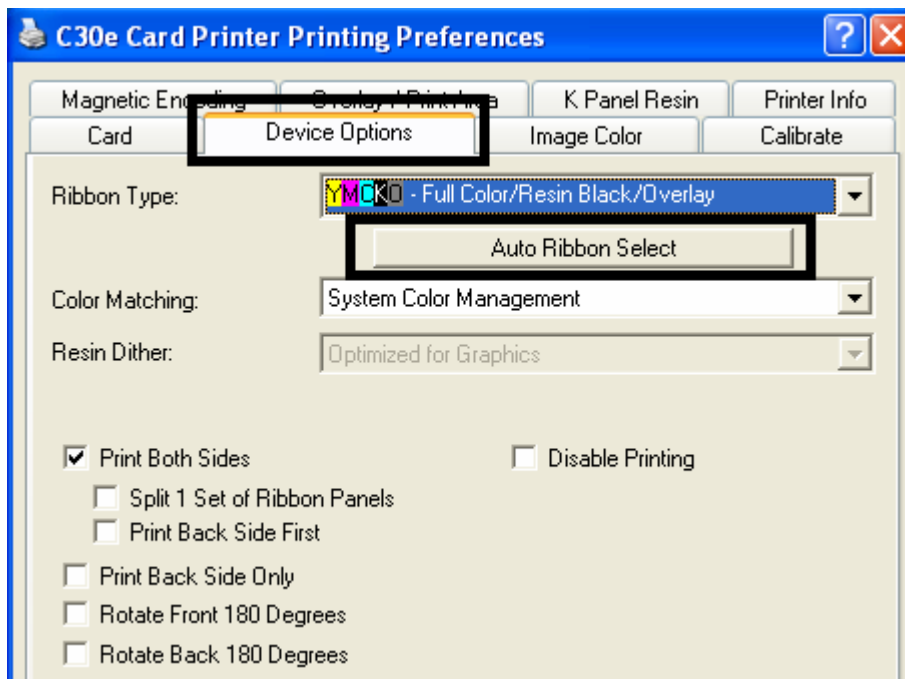 C30e Card Printer Printing Preferences
Magnetic Encoding Overlay / Print Area K Panel Resin Printer Info
Card Device Options Image Color Calibrate
Ribbon Type: YMCKO - Full Color/Resin Black/Overlay
Auto Ribbon Select
Color Matching: System Color Management
Resin Dither: Optimized for Graphics
Print Both Sides Disable Printing
Split 1 Set of Ribbon Panels
Print Back Side First
Print Back Side Only
Rotate Front 180 Degrees
Rotate Back 180 Degrees